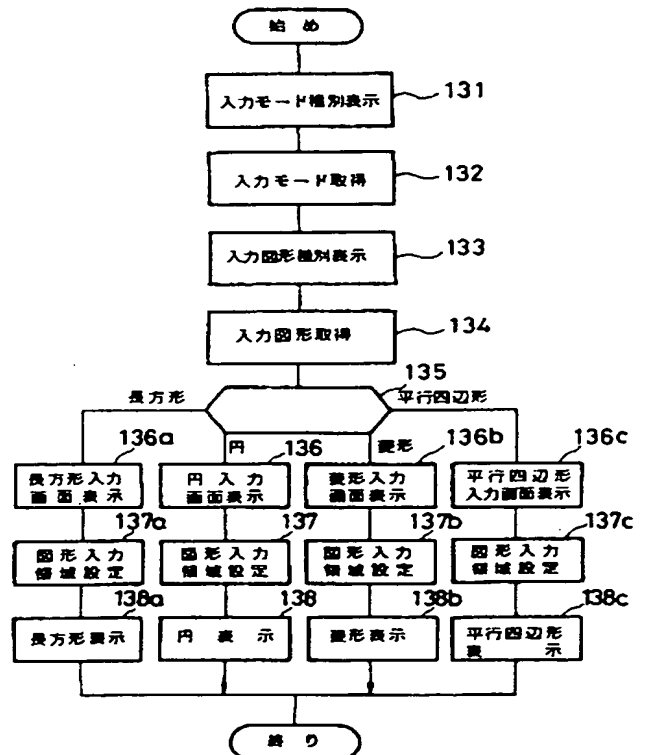 始め
入力モード種別表示
131
入力モード取得
132
入力図形種別表示
133
入力図形取得
134
135
長方形
平行四辺形
円
菱形
136a
136
136b
136c
長方形入力
画面表示
円入力
画面表示
菱形入力
画面表示
平行四辺形
入力画面表示
137a
137
137b
137c
図形入力
領域設定
図形入力
領域設定
図形入力
領域設定
図形入力
領域設定
138a
138
138b
138c
長方形表示
円表示
菱形表示
平行四辺形
表示
終り